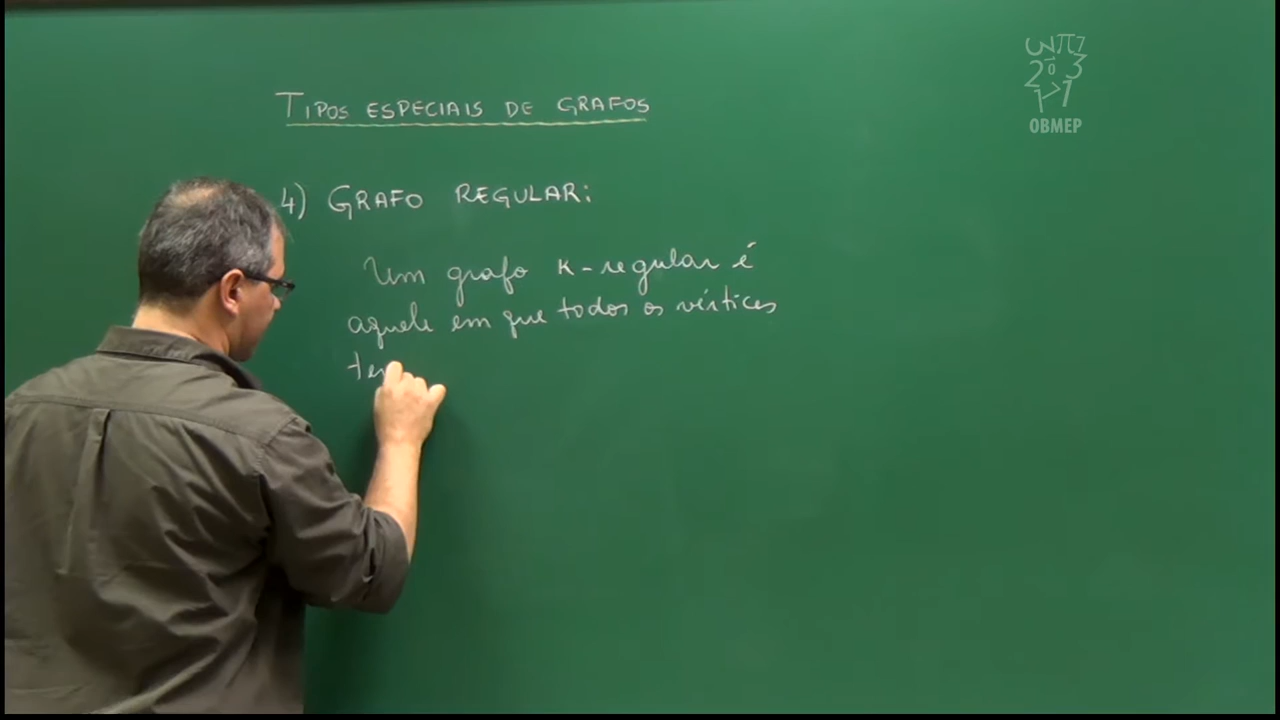 TIPOS ESPECIAIS DE GRAFOS
4) GRAFO REGULAR:
Um grafo K-regular é
aquele em que todos os vértices
OBMEP